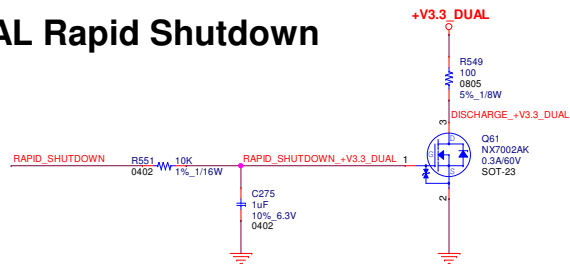 AL Rapid Shutdown
+V3.3_DUAL
R549
100
0805
5%_1/8W
DISCHARGE_+V3.3_DUAL
3
D
Q61
NX7002AK
0.3A/60V
SOT-23
G
S
RAPID_SHUTDOWN
R551
10K
RAPID_SHUTDOWN_+V3.3_DUAL
1
0402
1%_1/16W
2
C275
1uF
10%_6.3V
0402